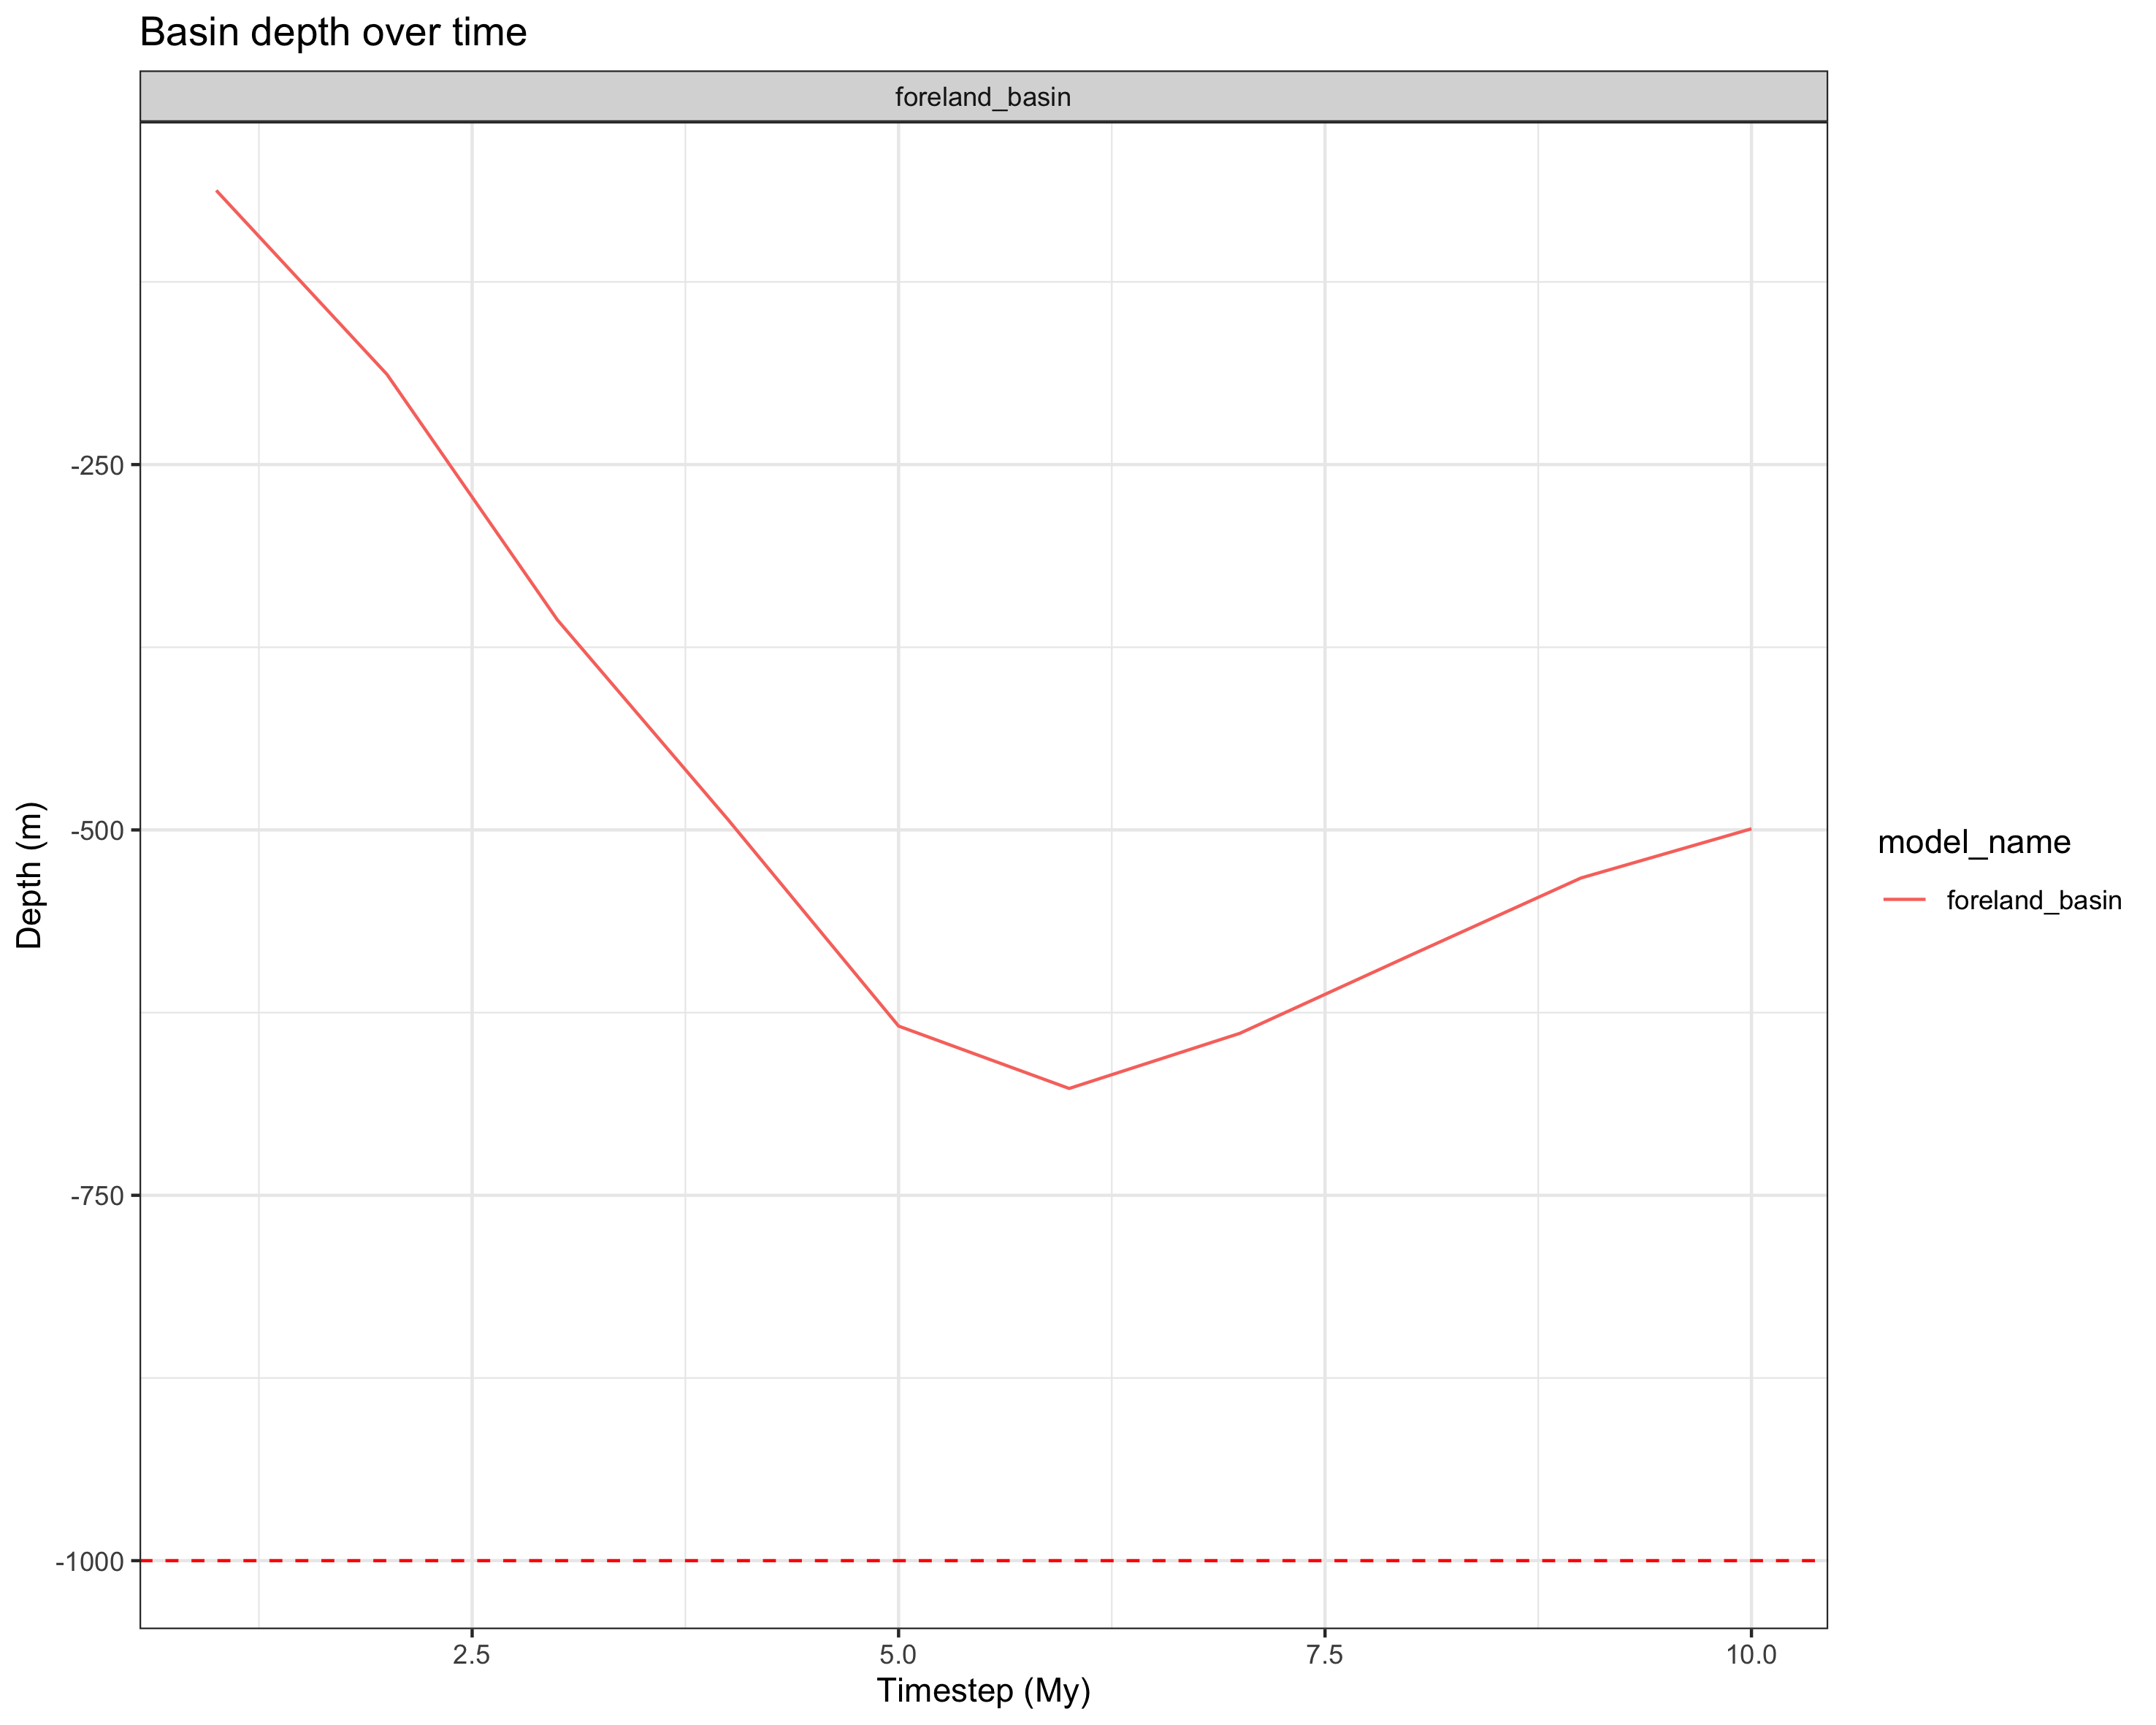 Basin depth over time
foreland_basin
Depth (m)
-250
-500
-750
-1000
2.5 5.0 7.5 10.0
Timestep (My)
model_name
foreland_basin